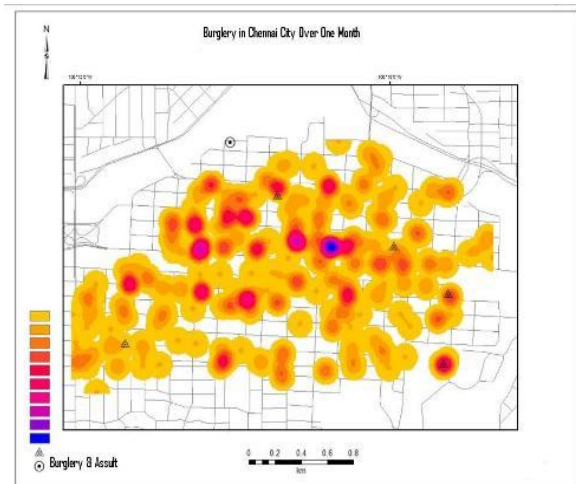 Burglery in Chennai City Over One Month
N
Burglery & Assult
0 0.2 0.4 0.6 0.8
km